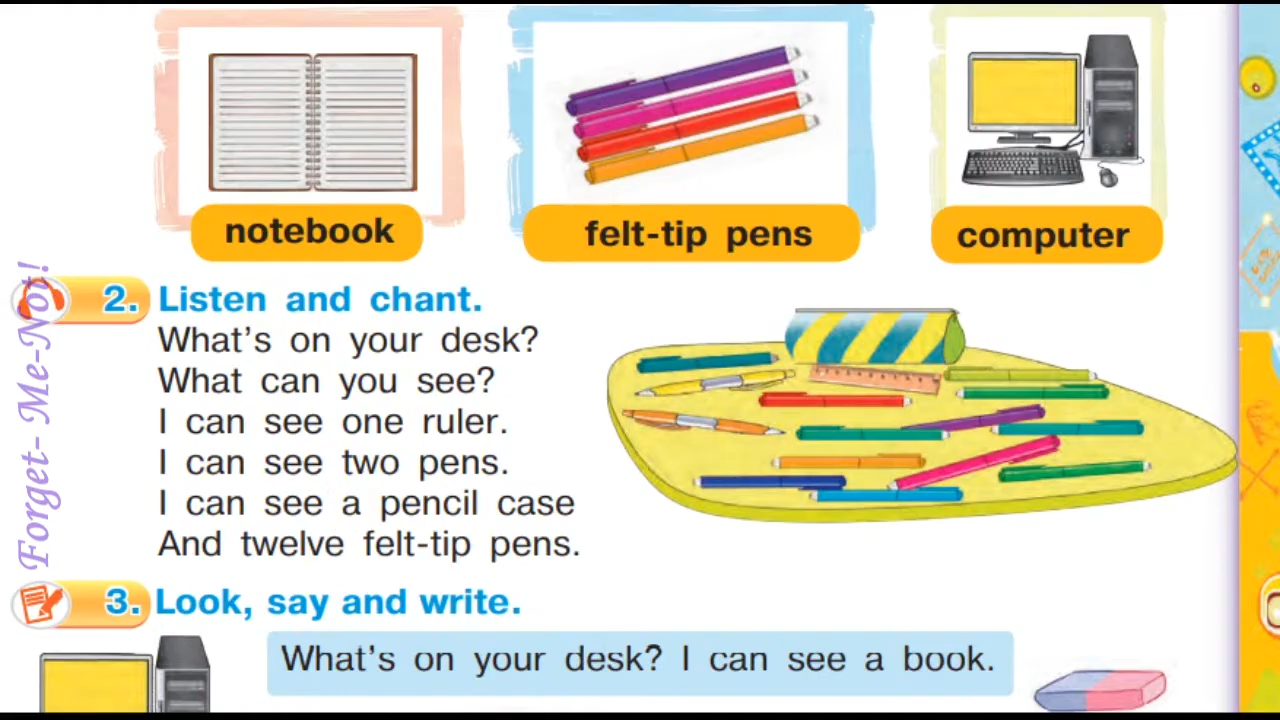 notebook
felt-tip pens
computer
Forget- Me-Not!
2. Listen and chant.
What's on your desk?
What can you see?
I can see one ruler.
I can see two pens.
I can see a pencil case
And twelve felt-tip pens.
3. Look, say and write.
What's on your desk? I can see a book.